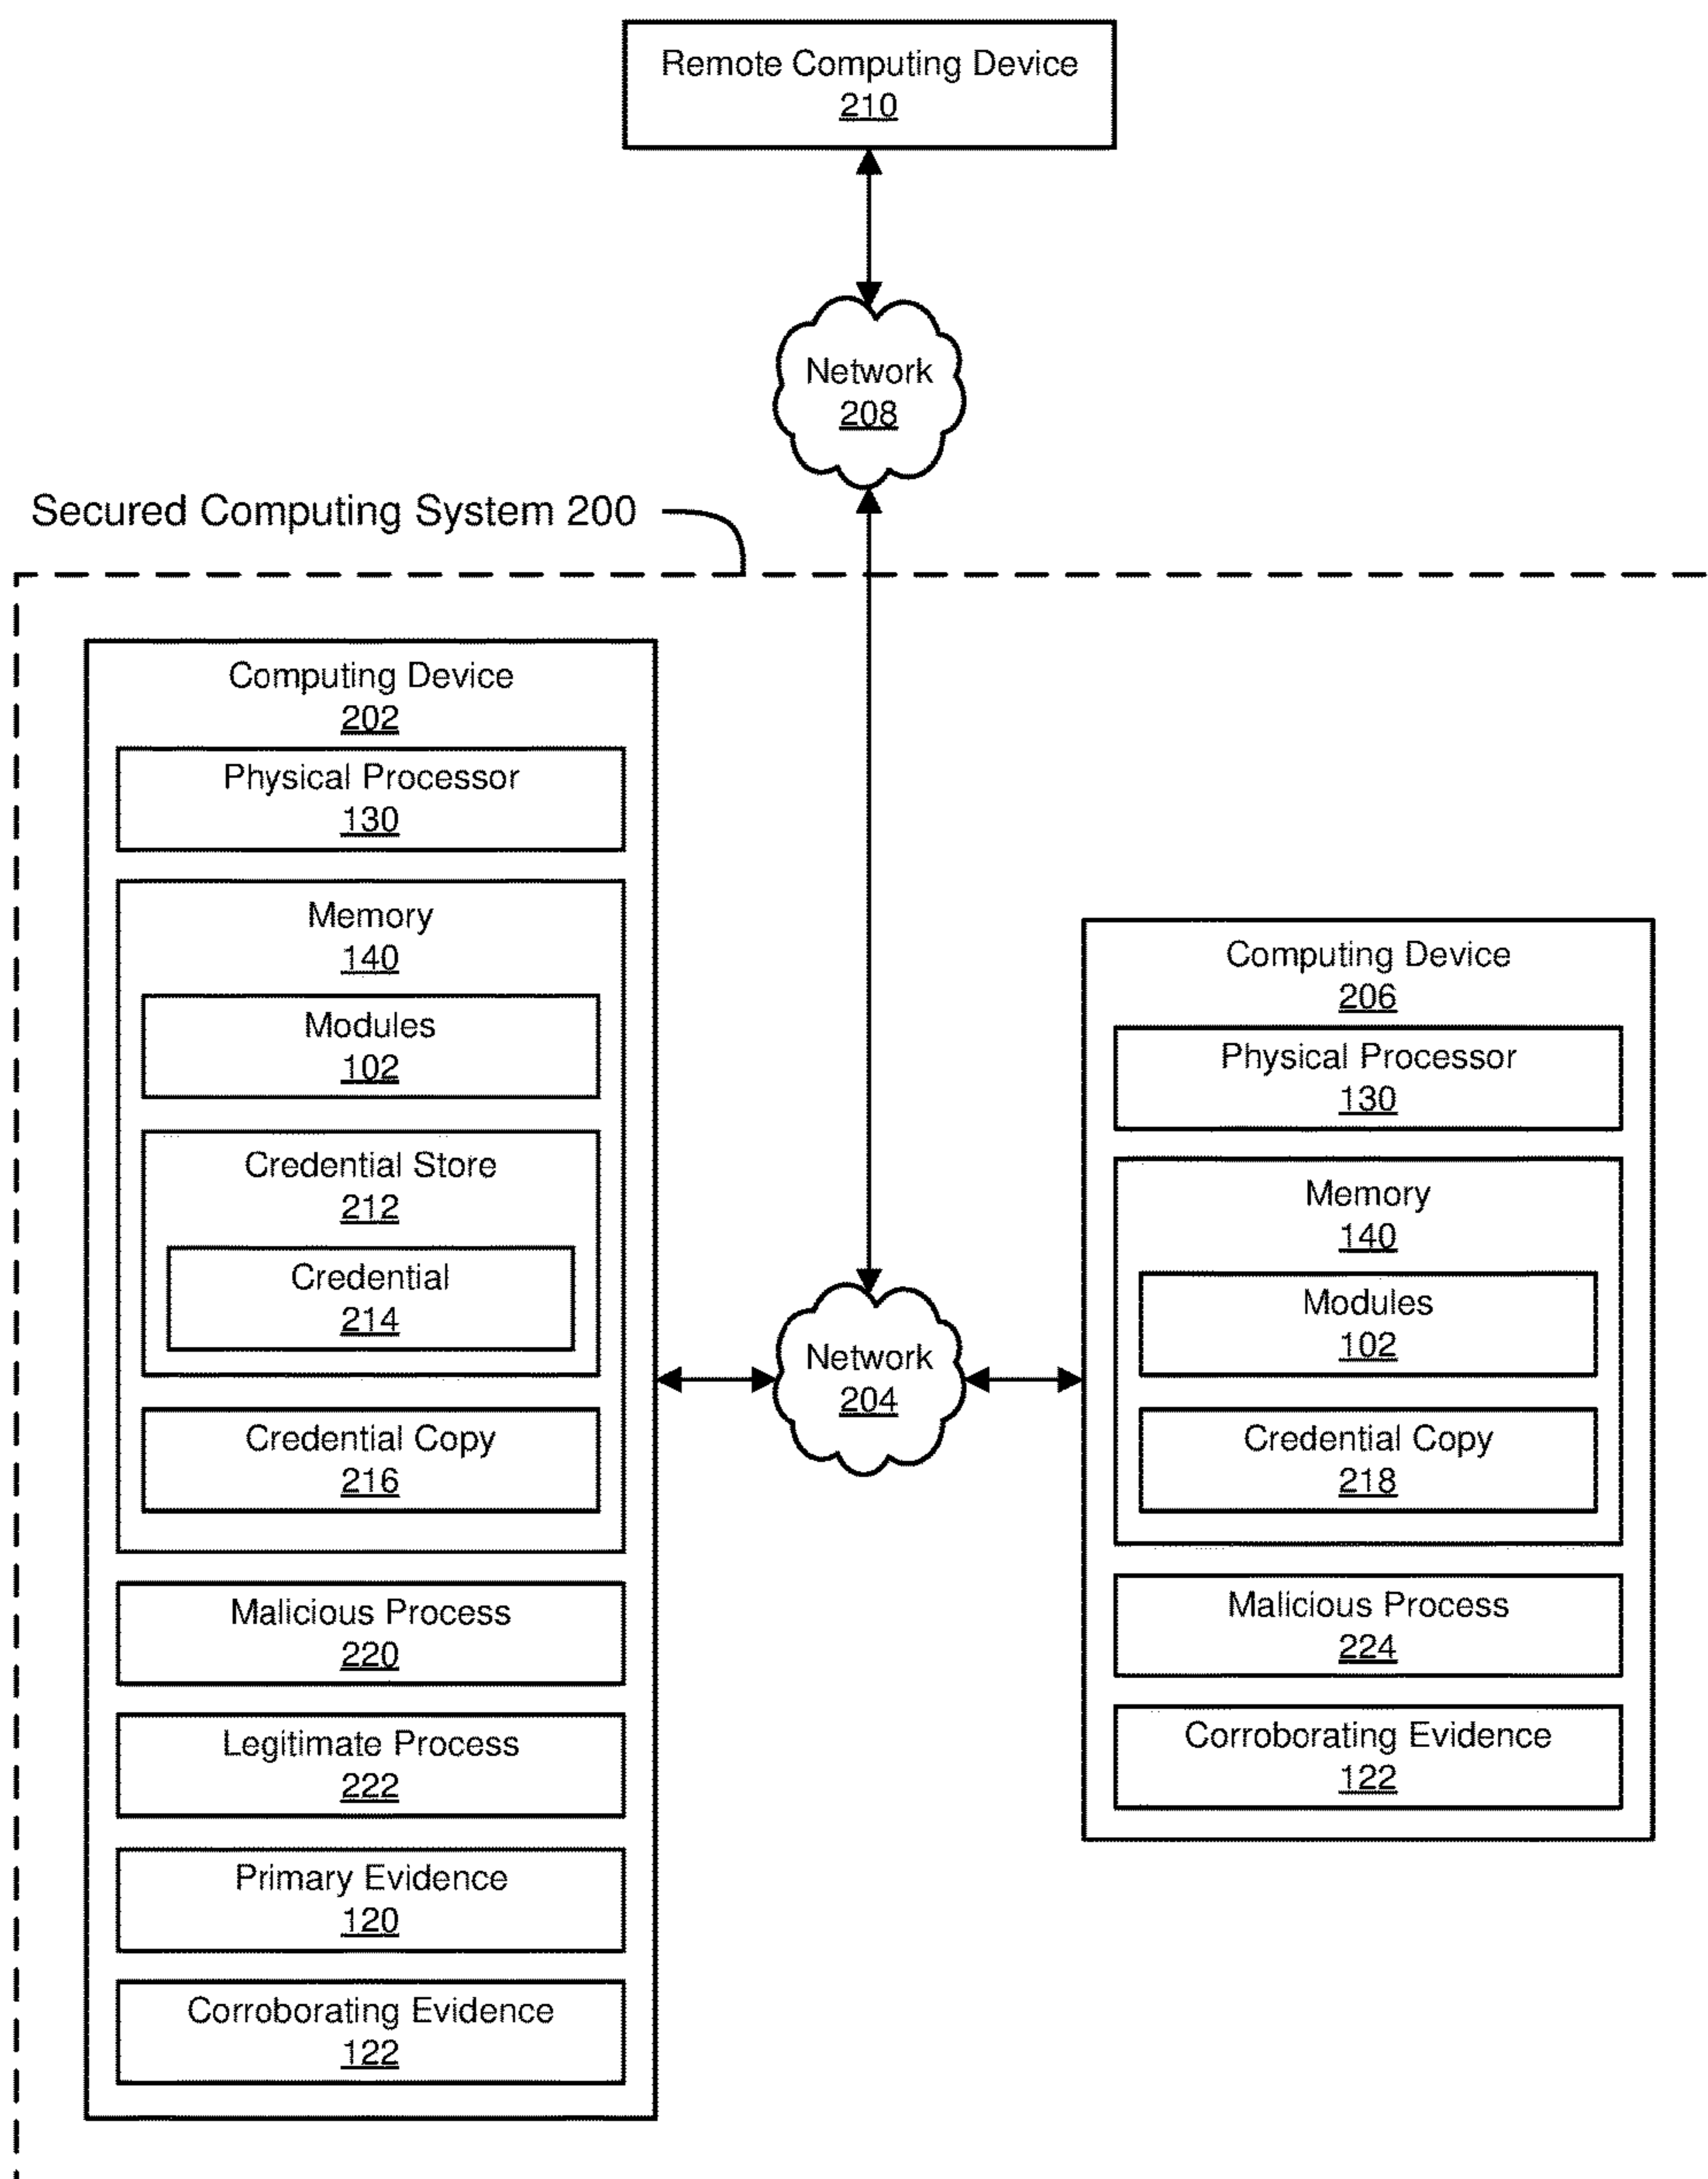 Remote Computing Device
210
Network
208
Secured Computing System 200
Computing Device
202
Physical Processor
130
Memory
140
Modules
102
Credential Store
212
Credential
214
Credential Copy
216
Malicious Process
220
Legitimate Process
222
Primary Evidence
120
Corroborating Evidence
122
Network
204
Computing Device
206
Physical Processor
130
Memory
140
Modules
102
Credential Copy
218
Malicious Process
224
Corroborating Evidence
122